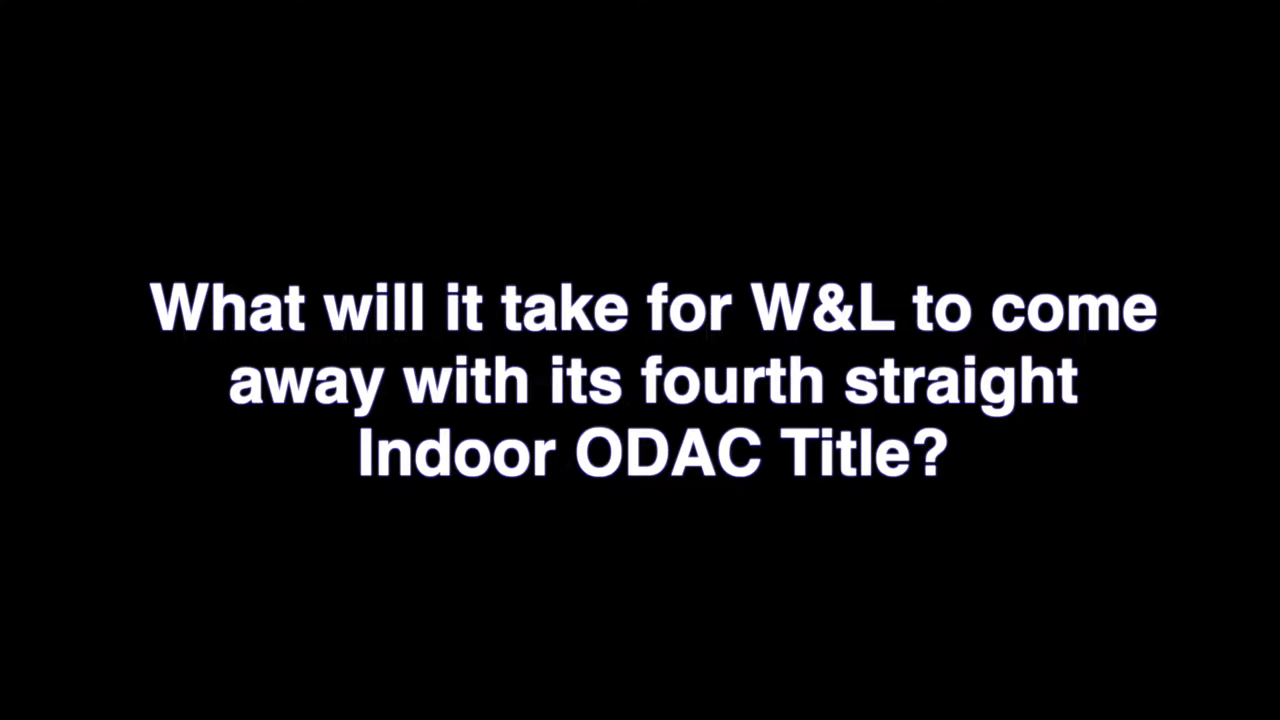 What will it take for W&L to come
away with its fourth straight
Indoor ODAC Title?